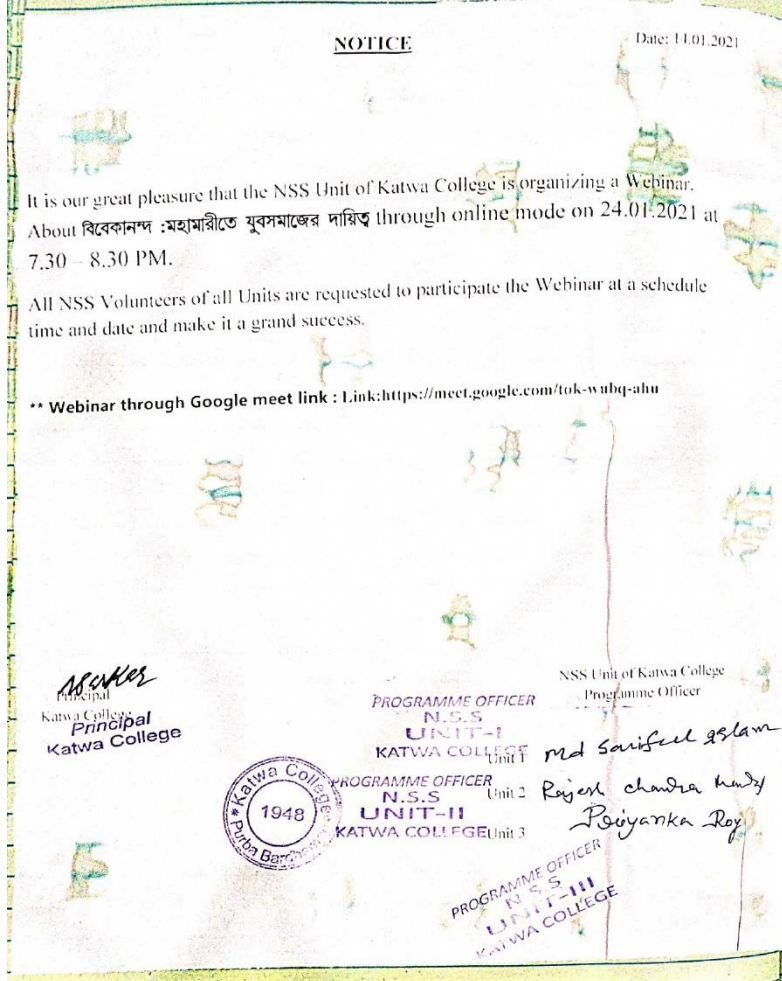 NOTICE
Date: 14.01.2021
It is our great pleasure that the NSS Unit of Katwa College is organizing a Webinar.
About বিবেকানন্দ :মহামারীতে যুবসমাজের দায়িত্ব through online mode on 24.01.2021 at
7.30 – 8.30 PM.
All NSS Volunteers of all Units are requested to participate the Webinar at a schedule
time and date and make it a grand success.
** Webinar through Google meet link : Link:https://meet.google.com/tok-wubq-ahu
Principal
Katwa College
Principal
Katwa College
NSS Unit of Katwa College
Programme Officer
PROGRAMME OFFICER
N.S.S
UNIT-I
KATWA COLLEGE
Unit 1 Md Sariful Islam
PROGRAMME OFFICER
N.S.S
UNIT-II
KATWA COLLEGE
Unit 2 Rajesh Chandra
Unit 3 Priyanka Roy
Katwa College
1948
Purba Bardhaman
PROGRAMME OFFICER
N.S.S
UNIT-III
KATWA COLLEGE